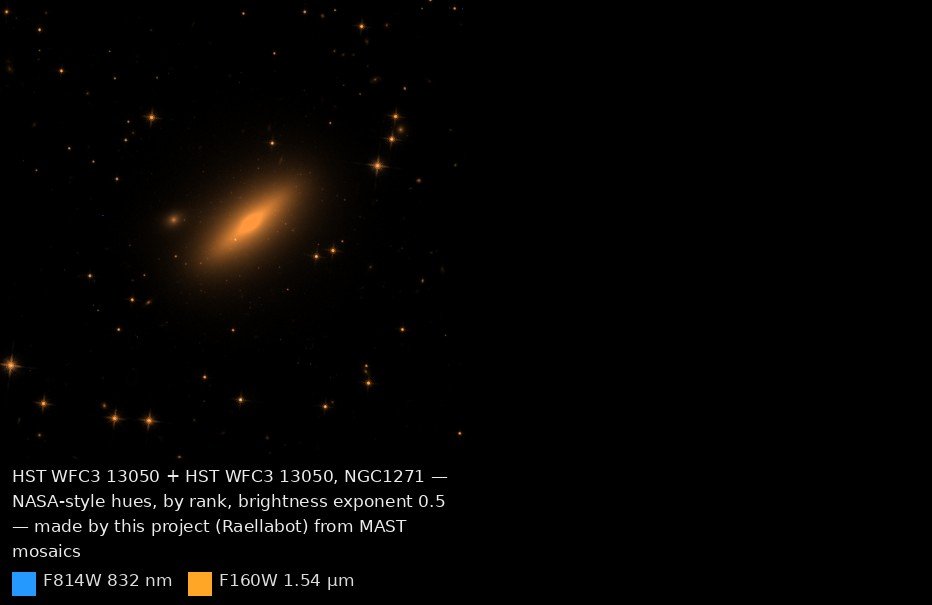 HST WFC3 13050 + HST WFC3 13050, NGC1271 —
NASA-style hues, by rank, brightness exponent 0.5
— made by this project (Raellabot) from MAST
mosaics
F814W 832 nm F160W 1.54 µm